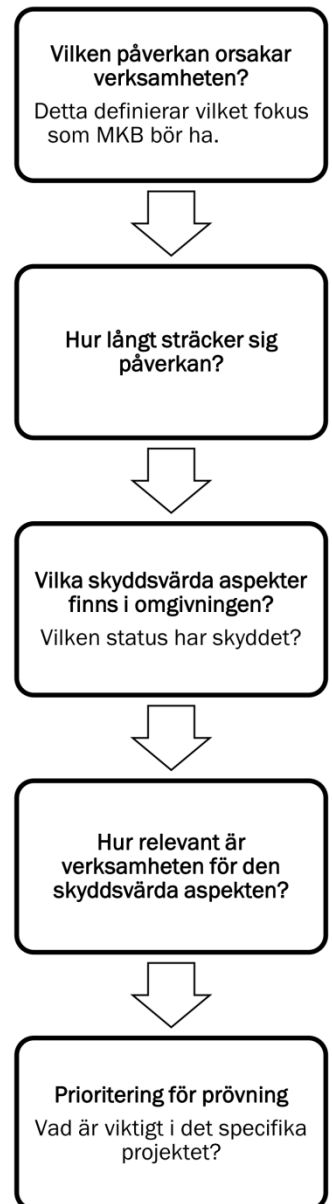 Vilken påverkan orsakar
verksamheten?
Detta definierar vilket fokus
som MKB bör ha.
Hur långt sträcker sig
påverkan?
Vilka skyddsvärda aspekter
finns i omgivningen?
Vilken status har skyddet?
Hur relevant är
verksamheten för den
skyddsvärda aspekten?
Prioritering för prövning
Vad är viktigt i det specifika
projektet?